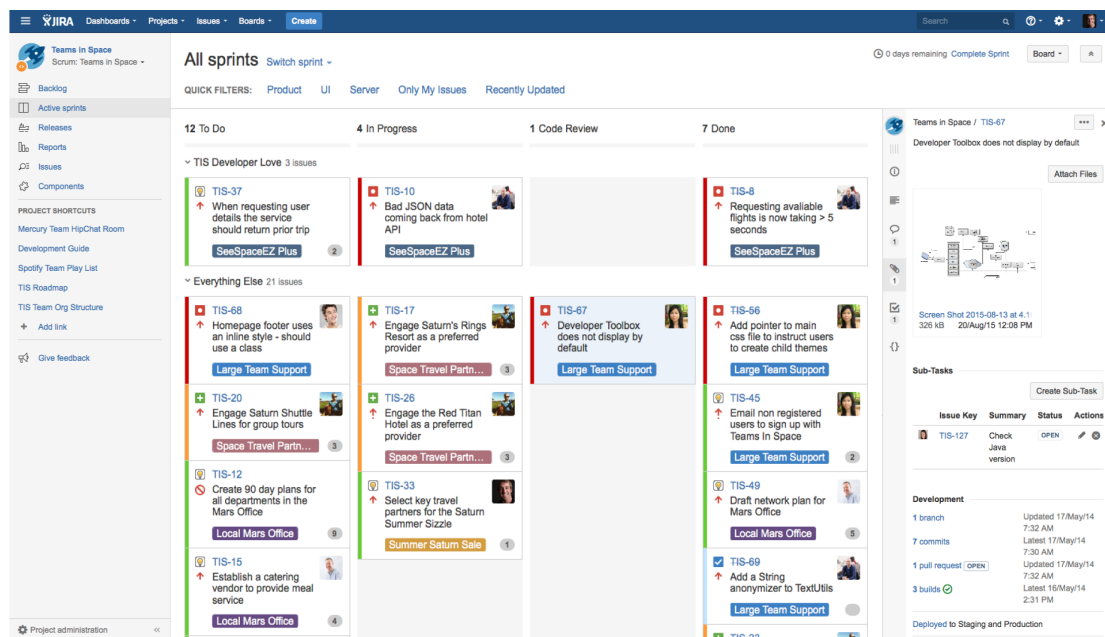 JIRA Dashboards Projects Issues Boards Create Search
Teams in Space
Scrum: Teams in Space
Backlog
Active sprints
Releases
Reports
Issues
Components
PROJECT SHORTCUTS
Mercury Team HipChat Room
Development Guide
Spotify Team Play List
TIS Roadmap
TIS Team Org Structure
+ Add link
Give feedback
Project administration
All sprints Switch sprint
0 days remaining Complete Sprint Board
QUICK FILTERS: Product UI Server Only My Issues Recently Updated
12 To Do 4 In Progress 1 Code Review 7 Done
TIS Developer Love 3 issues
TIS-37
When requesting user
details the service
should return prior trip
SeeSpaceEZ Plus 2
TIS-10
Bad JSON data
coming back from hotel
API
SeeSpaceEZ Plus
TIS-8
Requesting avaliable
flights is now taking > 5
seconds
SeeSpaceEZ Plus
Everything Else 21 issues
TIS-68
Homepage footer uses
an inline style - should
use a class
Large Team Support
TIS-20
Engage Saturn Shuttle
Lines for group tours
Space Travel Partn... 3
TIS-12
Create 90 day plans for
all departments in the
Mars Office
Local Mars Office 9
TIS-15
Establish a catering
vendor to provide meal
service
Local Mars Office 4
TIS-17
Engage Saturn's Rings
Resort as a preferred
provider
Space Travel Partn... 3
TIS-26
Engage the Red Titan
Hotel as a preferred
provider
Space Travel Partn... 3
TIS-33
Select key travel
partners for the Saturn
Summer Sizzle
Summer Saturn Sale 1
TIS-67
Developer Toolbox
does not display by
default
Large Team Support
TIS-56
Add pointer to main
css file to instruct users
to create child themes
Large Team Support
TIS-45
Email non registered
users to sign up with
Teams In Space
Large Team Support 2
TIS-49
Draft network plan for
Mars Office
Local Mars Office 5
TIS-69
Add a String
anonymizer to TextUtils
Large Team Support
Teams in Space / TIS-67
Developer Toolbox does not display by default
Attach Files
1
1
1
Screen Shot 2015-08-13 at 4.1
326 kB 20/Aug/15 12:08 PM
Sub-Tasks
Create Sub-Task
Issue Key Summary Status Actions
TIS-127 Check OPEN
Java
version
Development
1 branch Updated 17/May/14
7:32 AM
7 commits Latest 17/May/14
7:30 AM
1 pull request OPEN Updated 17/May/14
7:32 AM
3 builds Latest 16/May/14
2:31 PM
Deployed to Staging and Production